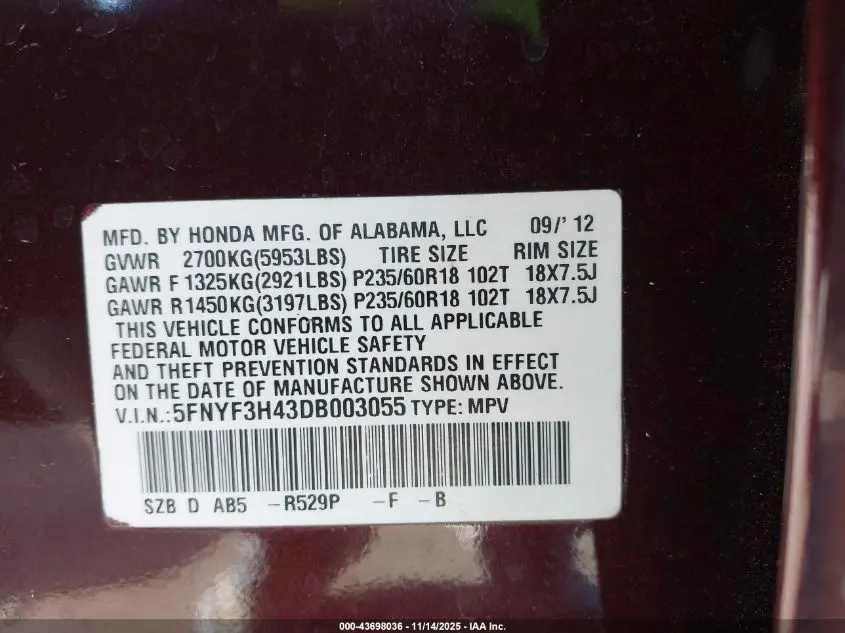 MFD. BY HONDA MFG. OF ALABAMA, LLC 09/' 12
GVWR 2700KG(5953LBS) TIRE SIZE RIM SIZE
GAWR F 1325KG(2921LBS) P235/60R18 102T 18X7.5J
GAWR R1450KG(3197LBS) P235/60R18 102T 18X7.5J
THIS VEHICLE CONFORMS TO ALL APPLICABLE
FEDERAL MOTOR VEHICLE SAFETY
AND THEFT PREVENTION STANDARDS IN EFFECT
ON THE DATE OF MANUFACTURE SHOWN ABOVE.
V.I.N.:5FNYF3H43DB003055 TYPE: MPV
SZB D AB5 -R529P -F -B
000-43698036 - 11/14/2025 - IAA Inc.